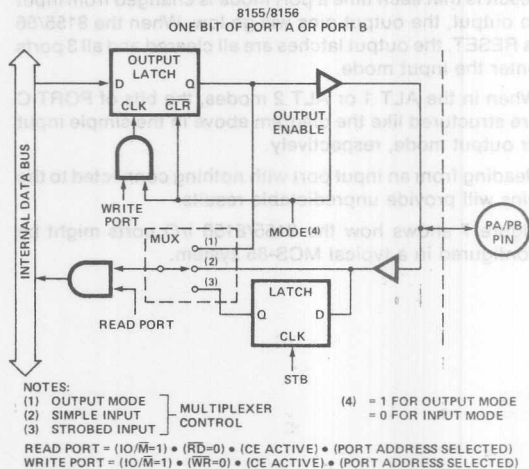 8155/8156
ONE BIT OF PORT A OR PORT B
OUTPUT
LATCH
D Q
CLK CLR
OUTPUT
ENABLE
INTERNAL DATA BUS
WRITE
PORT
MODE(4)
MUX
(1)
(2)
(3)
PA/PB
PIN
READ PORT
LATCH
Q D
CLK
STB
NOTES:
(1) OUTPUT MODE
(2) SIMPLE INPUT
(3) STROBED INPUT
MULTIPLEXER
CONTROL
(4) = 1 FOR OUTPUT MODE
= 0 FOR INPUT MODE
READ PORT = (IO/M̅=1) • (R̅D̅=0) • (CE ACTIVE) • (PORT ADDRESS SELECTED)
WRITE PORT = (IO/M̅=1) • (W̅R̅=0) • (CE ACTIVE) • (PORT ADDRESS SELECTED)